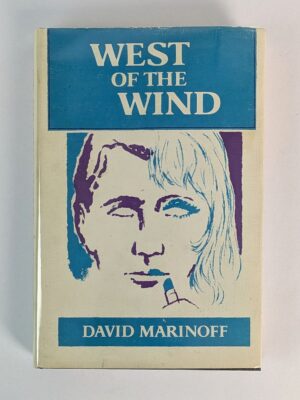 WEST
OF THE
WIND
DAVID MARINOFF